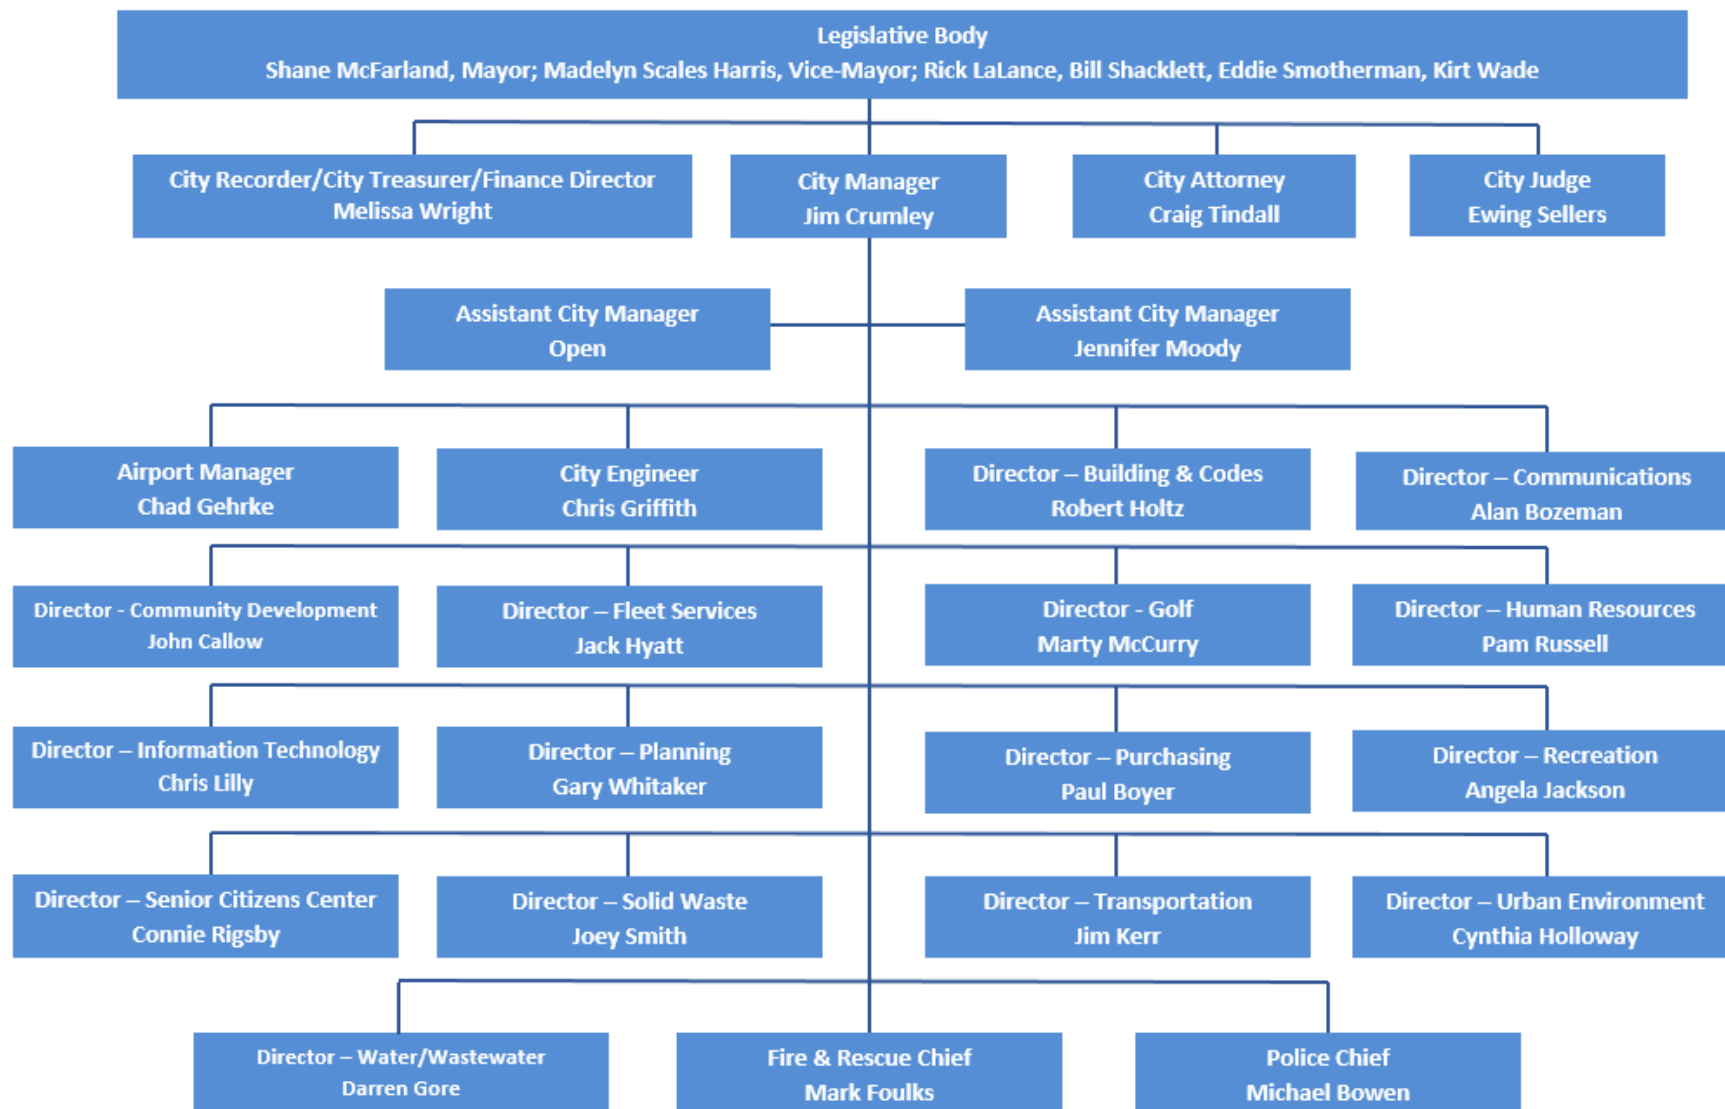 Legislative Body
Shane McFarland, Mayor; Madelyn Scales Harris, Vice-Mayor; Rick LaLance, Bill Shacklett, Eddie Smotherman, Kirt Wade
City Recorder/City Treasurer/Finance Director
Melissa Wright
City Manager
Jim Crumley
City Attorney
Craig Tindall
City Judge
Ewing Sellers
Assistant City Manager
Open
Assistant City Manager
Jennifer Moody
Airport Manager
Chad Gehrke
City Engineer
Chris Griffith
Director – Building & Codes
Robert Holtz
Director – Communications
Alan Bozeman
Director - Community Development
John Callow
Director – Fleet Services
Jack Hyatt
Director - Golf
Marty McCurry
Director – Human Resources
Pam Russell
Director – Information Technology
Chris Lilly
Director – Planning
Gary Whitaker
Director – Purchasing
Paul Boyer
Director – Recreation
Angela Jackson
Director – Senior Citizens Center
Connie Rigsby
Director – Solid Waste
Joey Smith
Director – Transportation
Jim Kerr
Director – Urban Environment
Cynthia Holloway
Director – Water/Wastewater
Darren Gore
Fire & Rescue Chief
Mark Foulks
Police Chief
Michael Bowen